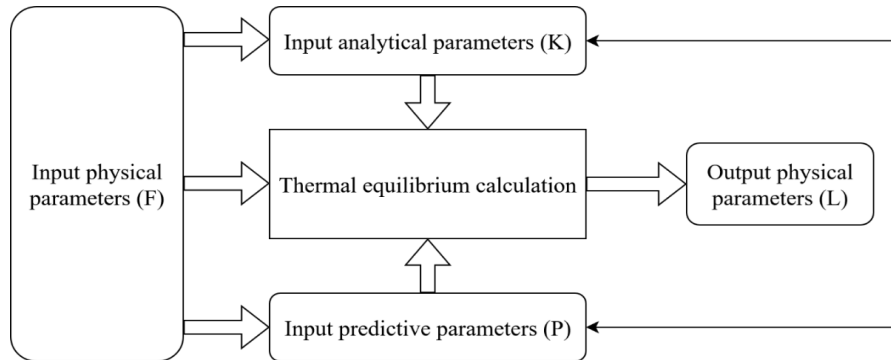 Input analytical parameters (K)
Input physical
parameters (F)
Thermal equilibrium calculation
Output physical
parameters (L)
Input predictive parameters (P)